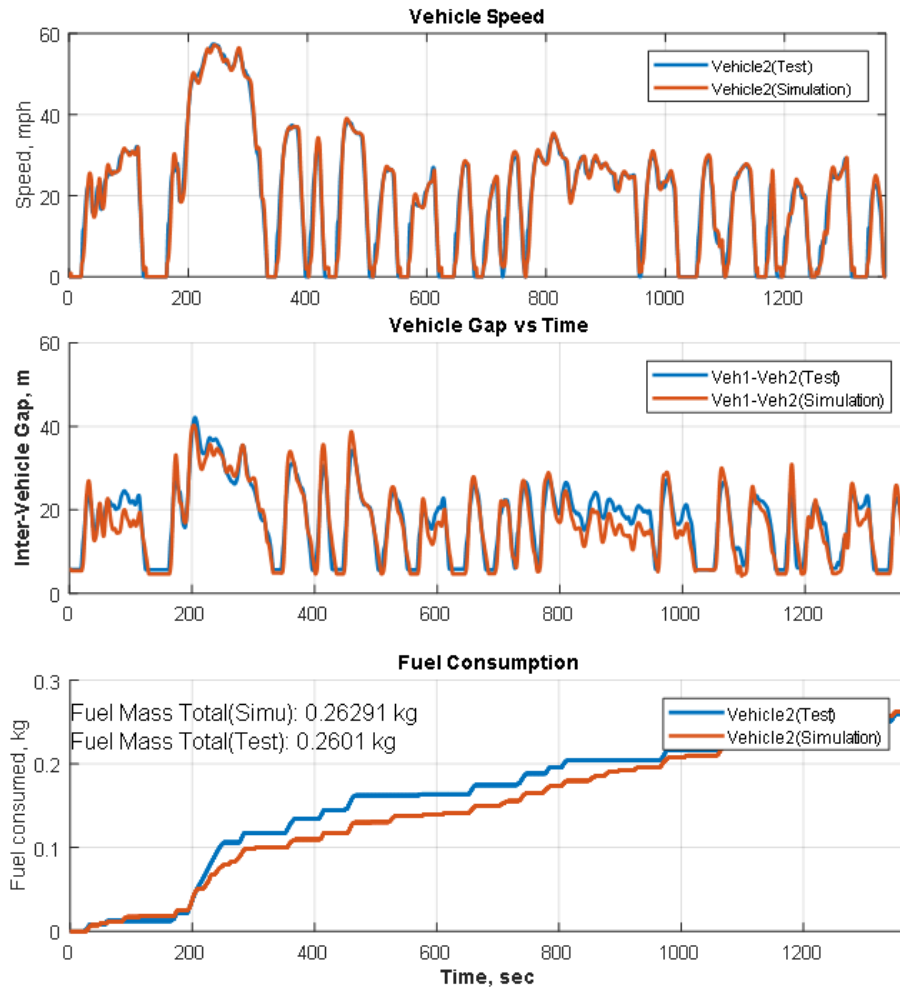 Vehicle Speed
60
40
20
0
Speed, mph
Vehicle2(Test)
Vehicle2(Simulation)
0 200 400 600 800 1000 1200
Vehicle Gap vs Time
60
40
20
0
Inter-Vehicle Gap, m
Veh1-Veh2(Test)
Veh1-Veh2(Simulation)
0 200 400 600 800 1000 1200
Fuel Consumption
0.3
0.2
0.1
0
Fuel consumed, kg
Fuel Mass Total(Simu): 0.26291 kg
Fuel Mass Total(Test): 0.2601 kg
Vehicle2(Test)
Vehicle2(Simulation)
0 200 400 600 800 1000 1200
Time, sec